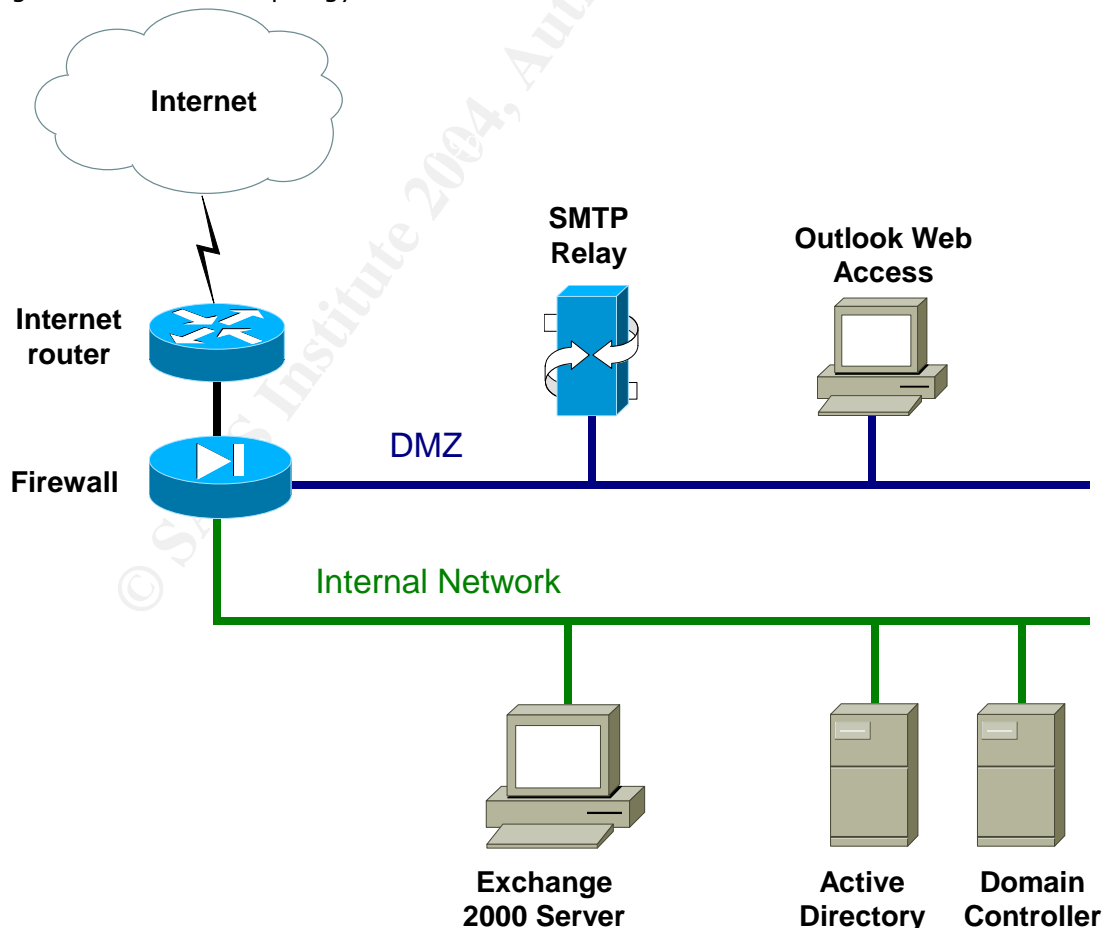 Internet
SMTP
Relay
Outlook Web
Access
Internet
router
DMZ
Firewall
Internal Network
Exchange
2000 Server
Active
Directory
Domain
Controller